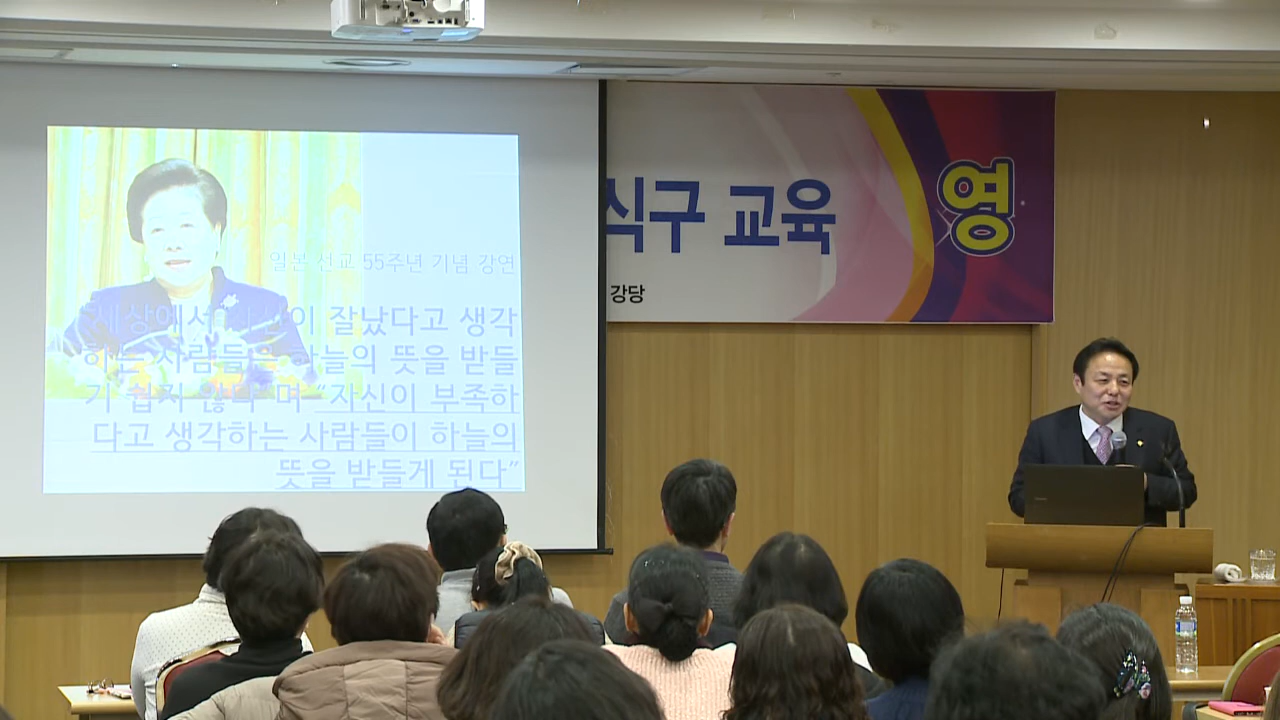 일본 선교 55주년 기념 강연
세상에서 이 잘났다고 생각
하는 사람들은 하늘의 뜻을 받들
기 쉽지 않다"며 "자신이 부족하
다고 생각하는 사람들이 하늘의
뜻을 받들게 된다"
식구 교육
강당
영